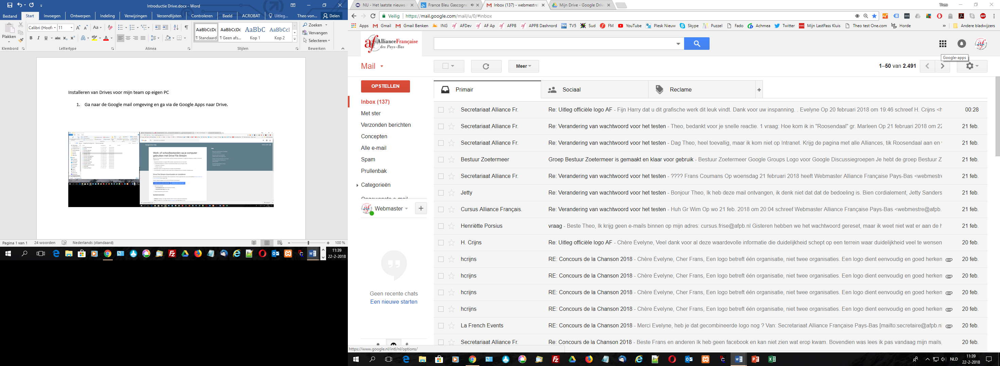 Introductie Drive.docx - Word
Bestand Start Invoegen Ontwerpen Indeling Verwijzingen Verzendlijsten Controleren Beeld ACROBAT Uitleg... Theo von... Delen
Plakken
Calibri (Hoof 11
B I U abc
AaBbCcDc AaBbCcDc AaBbC AaBbCcI
¶ Standaard ¶ Geen afs... Kop 1 Kop 2
Zoeken
Vervangen
Selecteren
Klembord Lettertype Alinea Stijlen Bewerken
Installeren van Drives voor mijn team op eigen PC
1. Ga naar de Google mail omgeving en ga via de Google Apps naar Drive.
Werk- of schoolbestanden op je computer
gebruiken met Drive File Stream
Drive File Stream downloaden en installeren
Pagina 1 van 1 24 woorden Nederlands (standaard) 100 %
11:39
22-2-2018
NU - Het laatste nieuws France Bleu Gascogne Inbox (137) - webmestre Mijn Drive - Google Drive Theo
Veilig https://mail.google.com/mail/u/0/#inbox
Apps Gmail Gmail Benken ING AFDev AF Ap AFPB APPB Dashnord TV5 Sud FM YouTube Plesk Nieuw Skype Puzzel Fado Achmea Twitter Mijn LastPass Kluis Theo test One.com Horde » Andere bladwijzers
AllianceFrançaise
des Pays-Bas
Google-apps
Mail Meer 1–50 van 2.491
OPSTELLEN
Primair Sociaal Reclame
Inbox (137)
Met ster
Verzonden berichten
Concepten
Alle e-mail
Spam
Prullenbak
Categorieën
Ongewenste e-mail
Webmaster
Geen recente chats
Een nieuwe starten
Secretariaat Alliance Fr. Re: Uitleg officiële logo AF - Fijn Harry dat u dit grafische werk dit leuk vindt. Dank voor uw inspanning. . Evelyne Op 20 februari 2018 om 19:46 schreef H. Crijns <h 00:28
Secretariaat Alliance Fr. Re: Verandering van wachtwoord voor het testen - Theo, bedankt voor je snelle reactie. 1 vraag: Hoe kom ik in "Roosendaal" gr. Marleen Op 21 februari 2018 om 22 21 feb.
Secretariaat Alliance Fr. Re: Verandering van wachtwoord voor het testen - Dag Theo, heel toevallig, maar ik kom niet op Intranet. Krijg de pagina met alle Alliances, tik Roosendaal aan en 21 feb.
Bestuur Zoetermeer Groep Bestuur Zoetermeer is gemaakt en klaar voor gebruik - Bestuur Zoetermeer Google Groups Logo voor Google Discussiegroepen Je hebt de groep Bestuur Z 21 feb.
Secretariaat Alliance Fr. Re: Verandering van wachtwoord voor het testen - ???? Frans Coumans Op woensdag 21 februari 2018 heeft Webmaster Alliance Française Pays-Bas <webmestre 21 feb.
Jetty Re: Verandering van wachtwoord voor het testen - Bonjour Theo, Ik heb deze mail ontvangen, ik denk niet dat dat de bedoeling is. Bien cordialement, Jetty Sanders 21 feb.
Cursus Alliance Français. Re: Verandering van wachtwoord voor het testen - Huh Gr Wim Op wo 21 feb. 2018 om 20:04 schreef Webmaster Alliance Française Pays-Bas <webmestre@afpb. 21 feb.
Henriëtte Porsius vraag - Beste Theo, Ik krijg geen e-mails binnen op mijn adres: cursus.frise@afpb.nl Gisteren hebben we het wachtwoord gereset, maar ik weet niet wat er aan de h 21 feb.
H. Crijns Re: Uitleg officiële logo AF - Chère Évelyne, Veel dank voor al deze waardevolle informatie die duidelijkheid schept op een terrein waar duidelijkheid veel te wensen 20 feb.
hcrijns RE: Concours de la Chanson 2018 - Chère Évelyne, Cher Frans, Een logo betreft één organisatie, niet twee organisaties. Een logo dient eenvoudig en goed herken 20 feb.
hcrijns RE: Concours de la Chanson 2018 - Chère Évelyne, Cher Frans, Een logo betreft één organisatie, niet twee organisaties. Een logo dient eenvoudig en goed herken 20 feb.
hcrijns RE: Concours de la Chanson 2018 - Chère Évelyne, Cher Frans, Een logo betreft één organisatie, niet twee organisaties. Een logo dient eenvoudig en goed herken 20 feb.
hcrijns RE: Concours de la Chanson 2018 - Chère Évelyne, Cher Frans, Een logo betreft één organisatie, niet twee organisaties. Een logo dient eenvoudig en goed herken 20 feb.
La French Events RE: Concours de la Chanson 2018 - Merci Evelyne, heb je dat gecombineerde logo nog ? Van: Secretariaat Alliance Française Pays-Bas [mailto:secretaire@afpb.nl 20 feb.
Secretariaat Alliance Fr. Re: Concours de la Chanson 2018 - Beste Frans en anderen Ik heb geen facebook en kan niet zien wat erop kwam. Bovendien was lees ik pas vandaag mijn mails, 20 feb.
https://www.google.nl/intl/nl/options/
NLD 11:39
22-2-2018